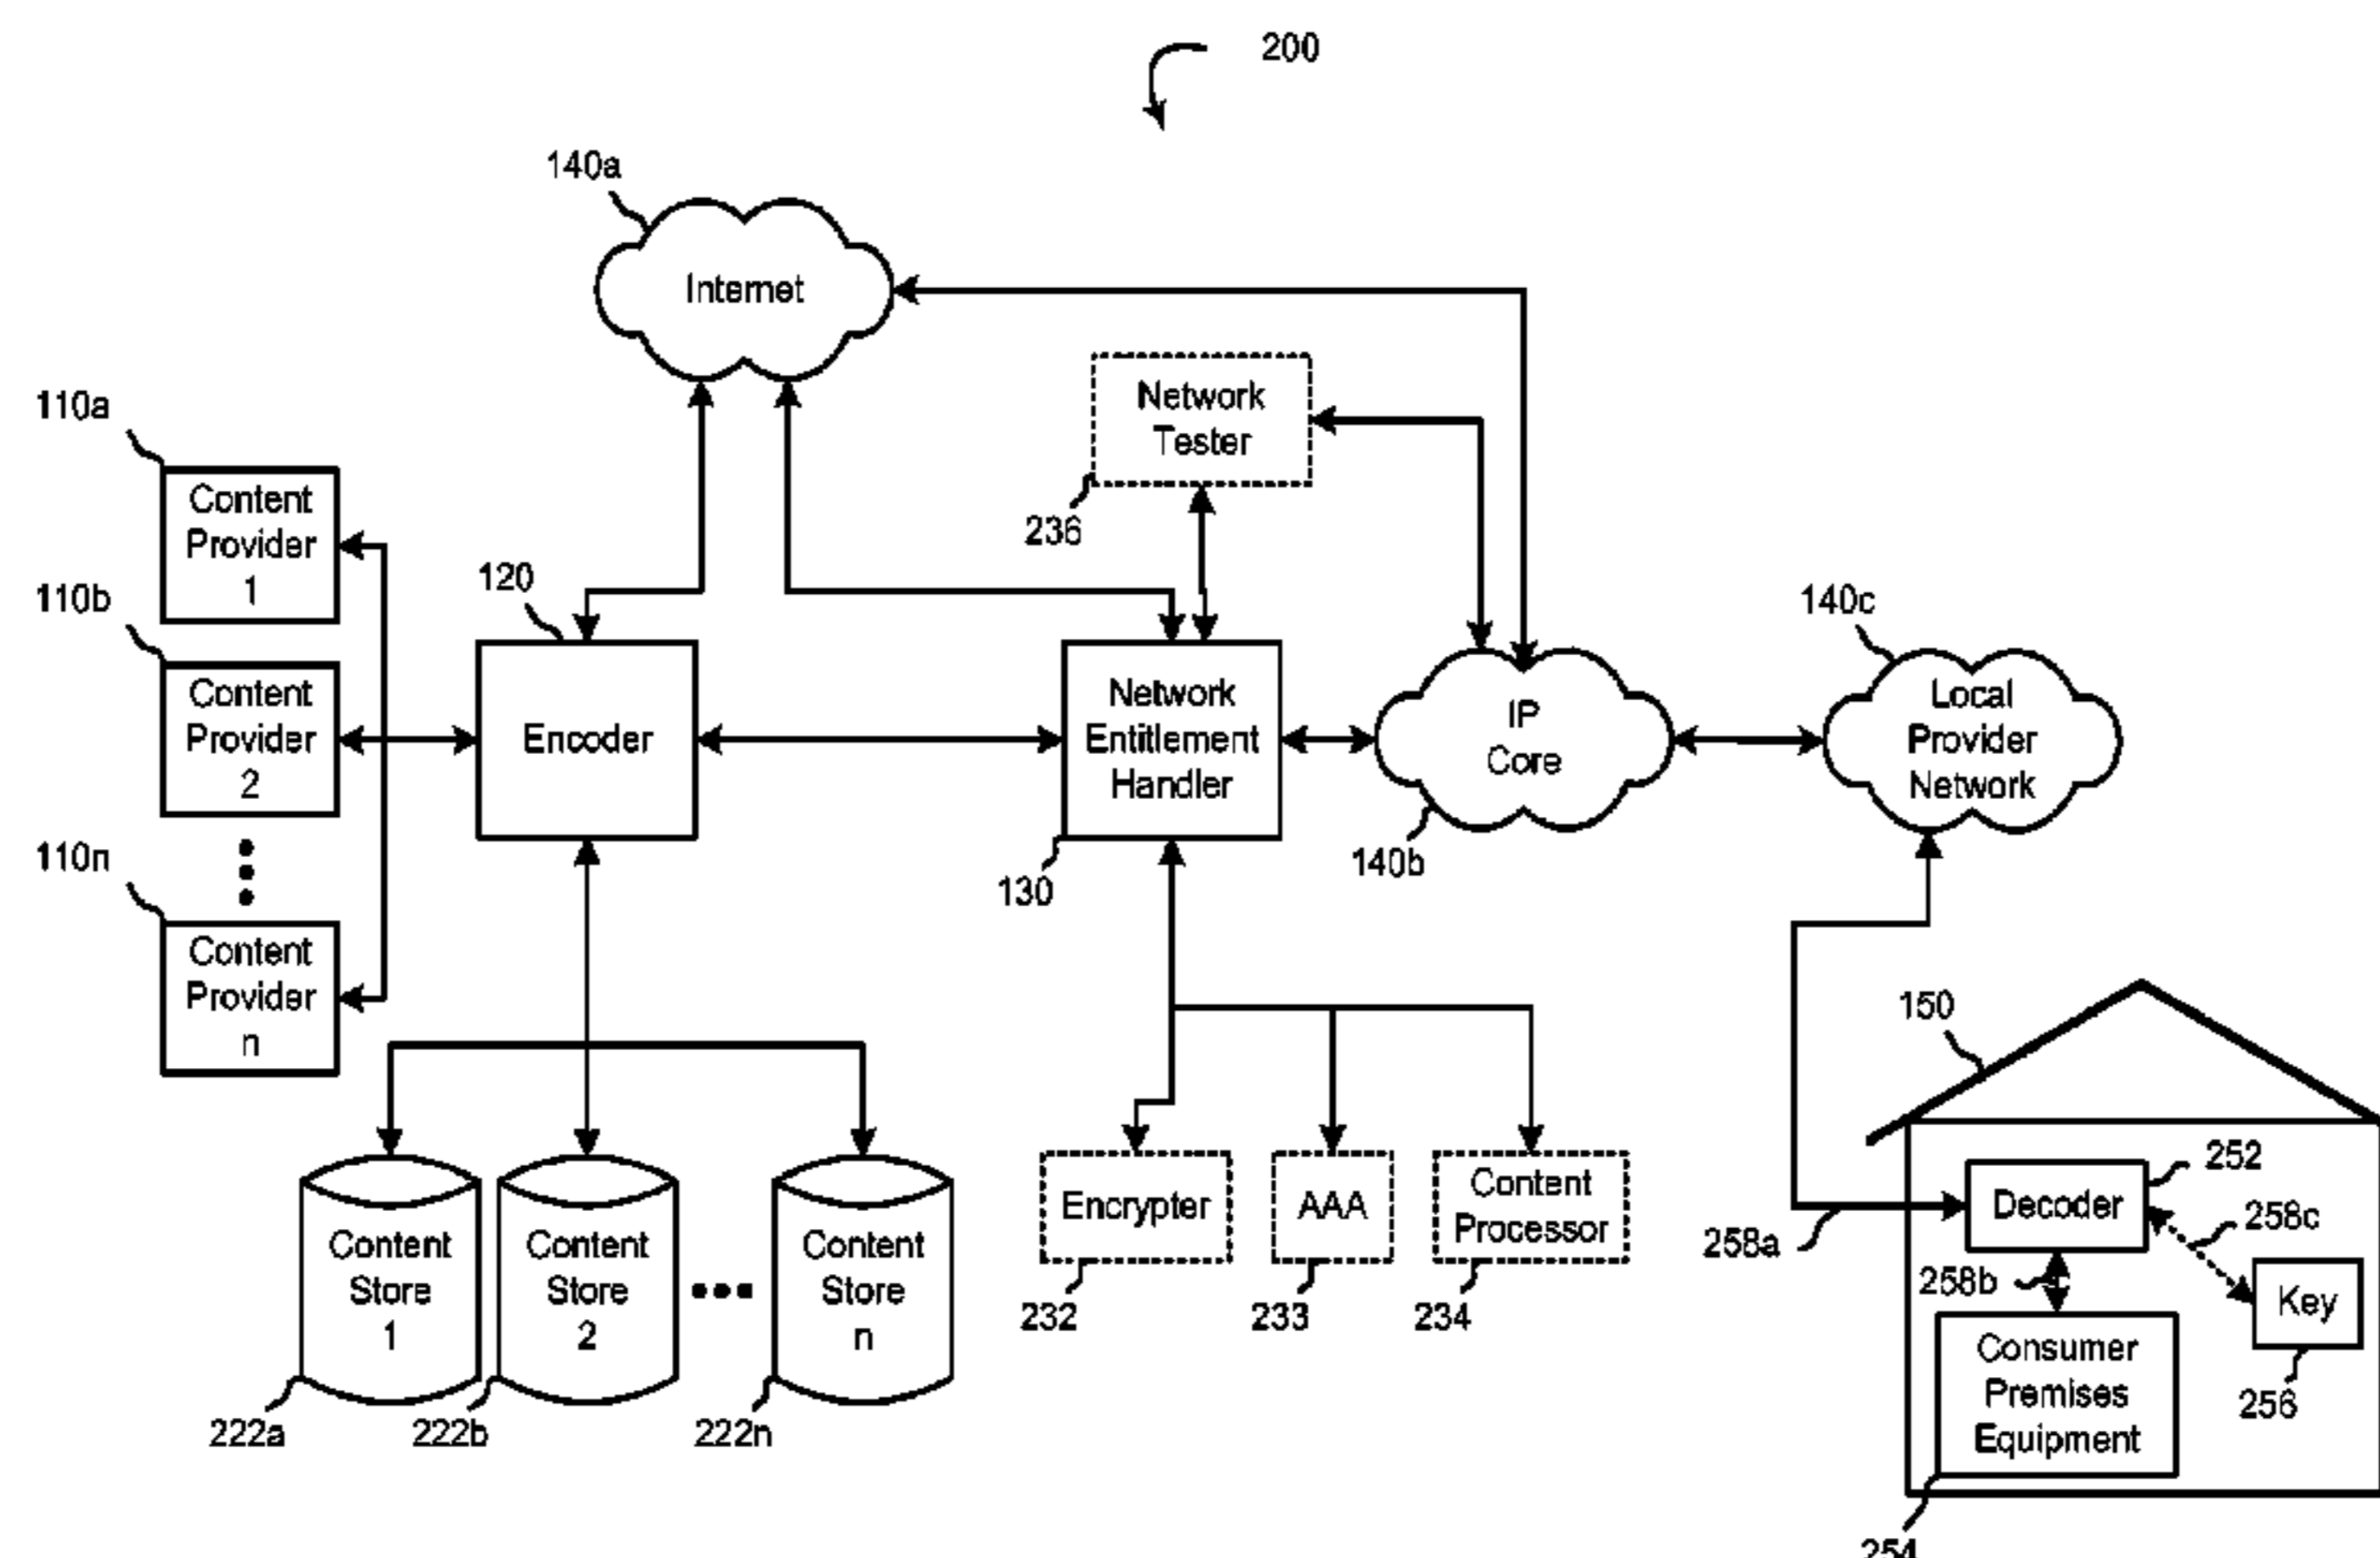 200
140a
Internet
Network
Tester
236
110a
Content
Provider
1
110b
Content
Provider
2
110n
Content
Provider
n
120
Encoder
Network
Entitlement
Handler
130
IP
Core
140b
140c
Local
Provider
Network
Content
Store
1
222a
Content
Store
2
222b
Content
Store
n
222n
Encrypter
232
AAA
233
Content
Processor
234
150
Decoder
252
258a
258b
258c
Key
256
Consumer
Premises
Equipment
254